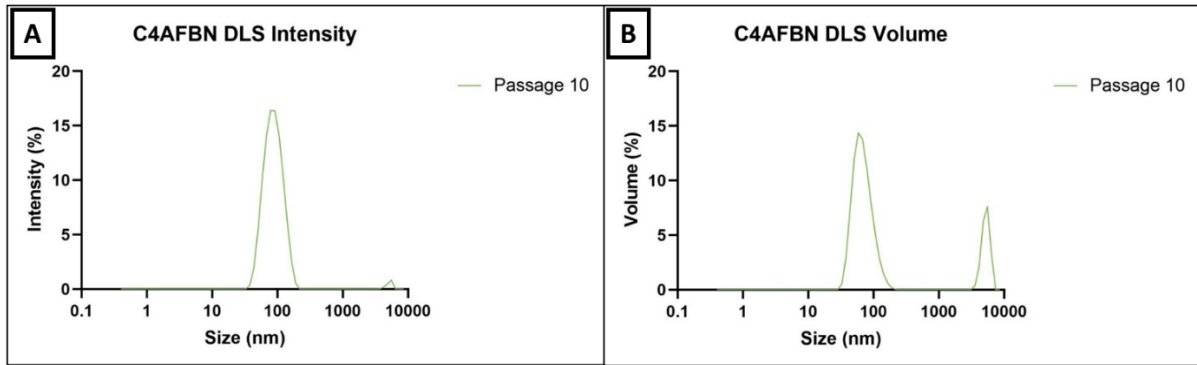 A
C4AFBN DLS Intensity
20
15
10
5
0
Intensity (%)
0.1 1 10 100 1000 10000
Size (nm)
Passage 10
B
C4AFBN DLS Volume
20
15
10
5
0
Volume (%)
0.1 1 10 100 1000 10000
Size (nm)
Passage 10